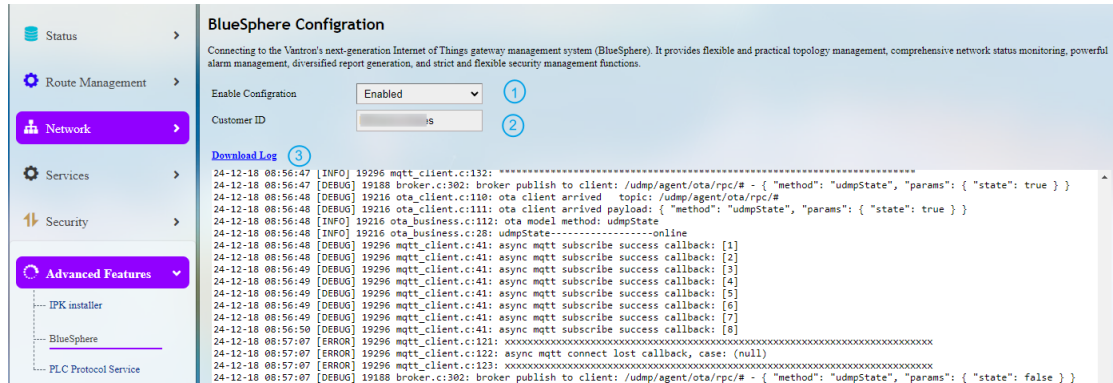 Status
Route Management
Network
Services
Security
Advanced Features
IPK installer
BlueSphere
PLC Protocol Service
BlueSphere Configration
Connecting to the Vantron's next-generation Internet of Things gateway management system (BlueSphere). It provides flexible and practical topology management, comprehensive network status monitoring, powerful
alarm management, diversified report generation, and strict and flexible security management functions.
Enable Configration Enabled 1
Customer ID s 2
Download Log 3
24-12-18 08:56:47 [INFO] 19296 mqtt_client.c:132: ************************************************************************
24-12-18 08:56:47 [DEBUG] 19188 broker.c:302: broker publish to client: /udmp/agent/ota/rpc/# - { "method": "udmpState", "params": { "state": true } }
24-12-18 08:56:48 [DEBUG] 19216 ota_client.c:110: ota client arrived topic: /udmp/agent/ota/rpc/#
24-12-18 08:56:48 [DEBUG] 19216 ota_client.c:111: ota client arrived payload: { "method": "udmpState", "params": { "state": true } }
24-12-18 08:56:48 [INFO] 19216 ota_business.c:112: ota model method: udmpState
24-12-18 08:56:48 [INFO] 19216 ota_business.c:28: udmpState------------------online
24-12-18 08:56:48 [DEBUG] 19296 mqtt_client.c:41: async mqtt subscribe success callback: [1]
24-12-18 08:56:48 [DEBUG] 19296 mqtt_client.c:41: async mqtt subscribe success callback: [2]
24-12-18 08:56:49 [DEBUG] 19296 mqtt_client.c:41: async mqtt subscribe success callback: [3]
24-12-18 08:56:49 [DEBUG] 19296 mqtt_client.c:41: async mqtt subscribe success callback: [4]
24-12-18 08:56:49 [DEBUG] 19296 mqtt_client.c:41: async mqtt subscribe success callback: [5]
24-12-18 08:56:49 [DEBUG] 19296 mqtt_client.c:41: async mqtt subscribe success callback: [6]
24-12-18 08:56:49 [DEBUG] 19296 mqtt_client.c:41: async mqtt subscribe success callback: [7]
24-12-18 08:56:50 [DEBUG] 19296 mqtt_client.c:41: async mqtt subscribe success callback: [8]
24-12-18 08:57:07 [ERROR] 19296 mqtt_client.c:121: xxxxxxxxxxxxxxxxxxxxxxxxxxxxxxxxxxxxxxxxxxxxxxxxxxxxxxxxxxxxxxxxxxxxxxxxxx
24-12-18 08:57:07 [ERROR] 19296 mqtt_client.c:122: async mqtt connect lost callback, case: (null)
24-12-18 08:57:07 [ERROR] 19296 mqtt_client.c:123: xxxxxxxxxxxxxxxxxxxxxxxxxxxxxxxxxxxxxxxxxxxxxxxxxxxxxxxxxxxxxxxxxxxxxxxxxx
24-12-18 08:57:07 [DEBUG] 19188 broker.c:302: broker publish to client: /udmp/agent/ota/rpc/# - { "method": "udmpState", "params": { "state": false } }